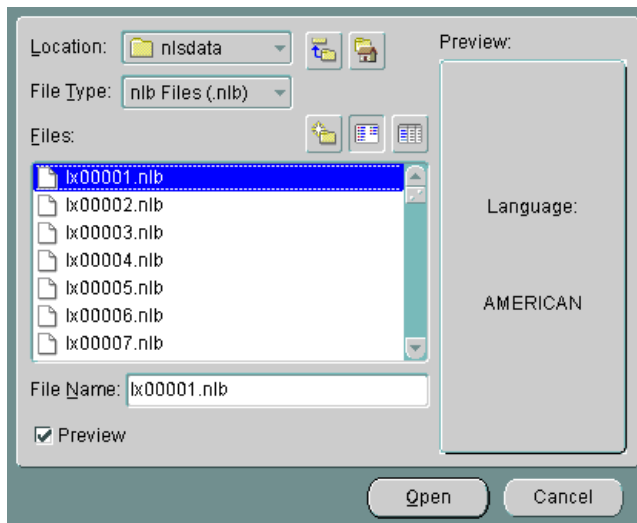 Location: nlsdata
Preview:
File Type: nlb Files (.nlb)
Files:
lx00001.nlb
lx00002.nlb
lx00003.nlb
lx00004.nlb
lx00005.nlb
lx00006.nlb
lx00007.nlb
Language:
AMERICAN
File Name: lx00001.nlb
Preview
Open Cancel